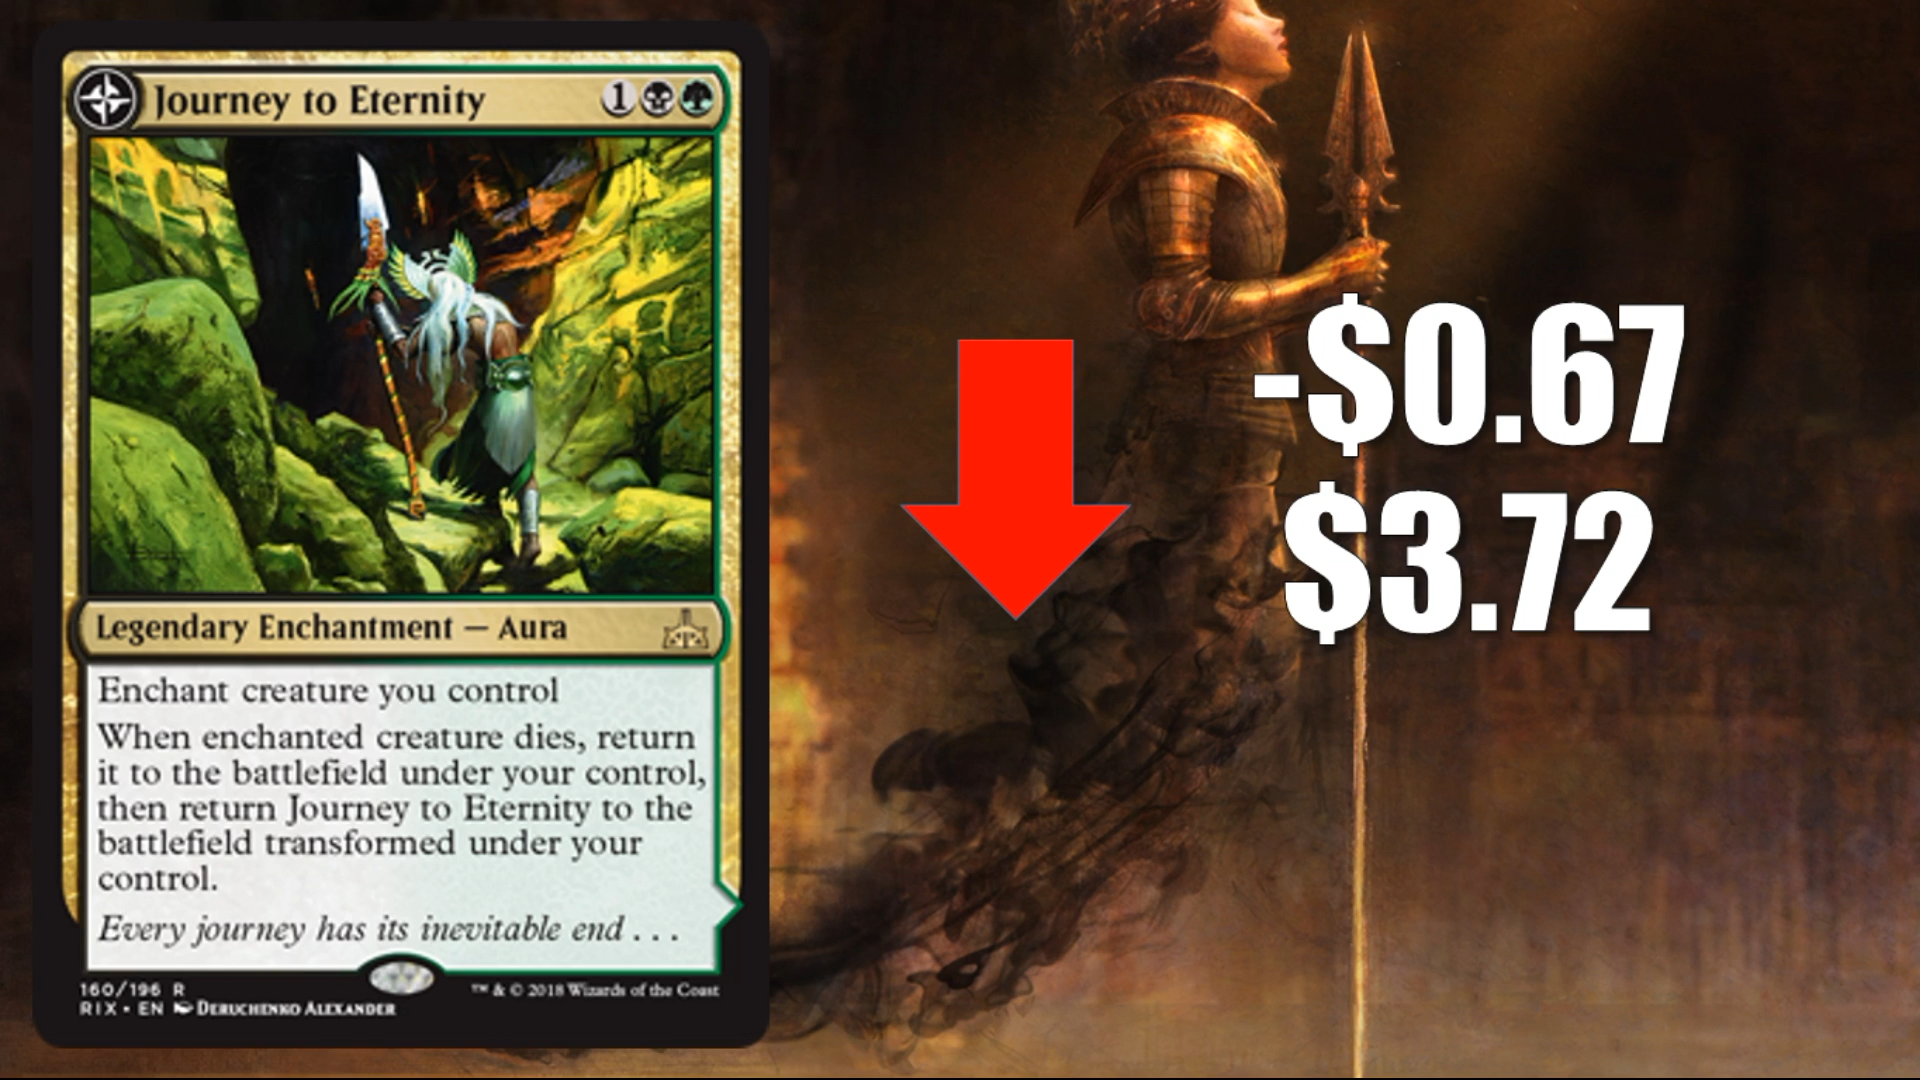 Journey to Eternity 1
Legendary Enchantment — Aura
Enchant creature you control
When enchanted creature dies, return
it to the battlefield under your control,
then return Journey to Eternity to the
battlefield transformed under your
control.
Every journey has its inevitable end . . .
160/196 R
RIX • EN Deruchenko Alexander
™ & © 2018 Wizards of the Coast
-$0.67
$3.72